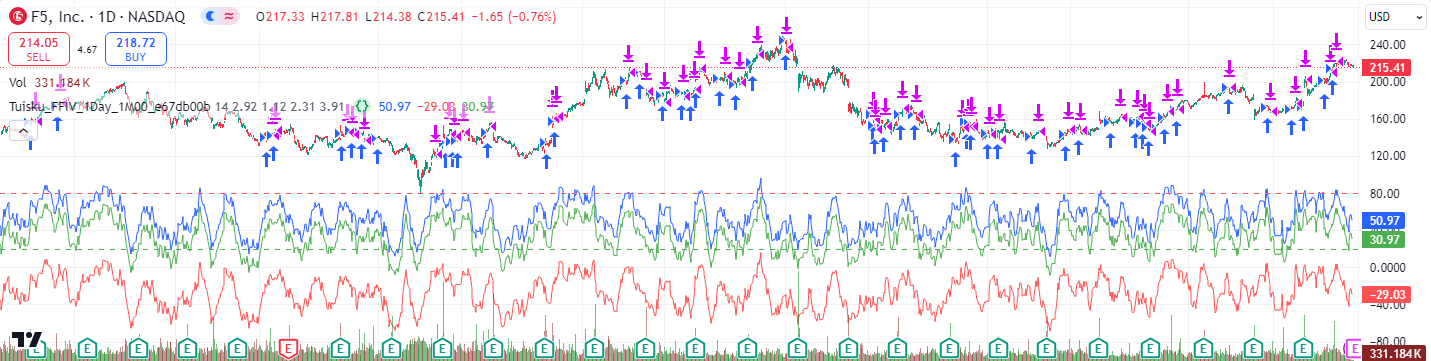 F5, Inc. · 1D · NASDAQ O217.33 H217.81 L214.38 C215.41 −1.65 (−0.76%)
USD
214.05 SELL
4.67
218.72 BUY
Vol 331.184K
Tuisku_FFIV_1Day_1M00_e67db00b 14 2.92 1.12 2.31 3.91 {} 50.97 −29.03 30.97
240.00
215.41
200.00
160.00
120.00
80.00
50.97
30.97
0.0000
−29.03
−40.00
−80.00
331.184K
E E E E E E E E E E E E E E E E E E E E E E E E E E E